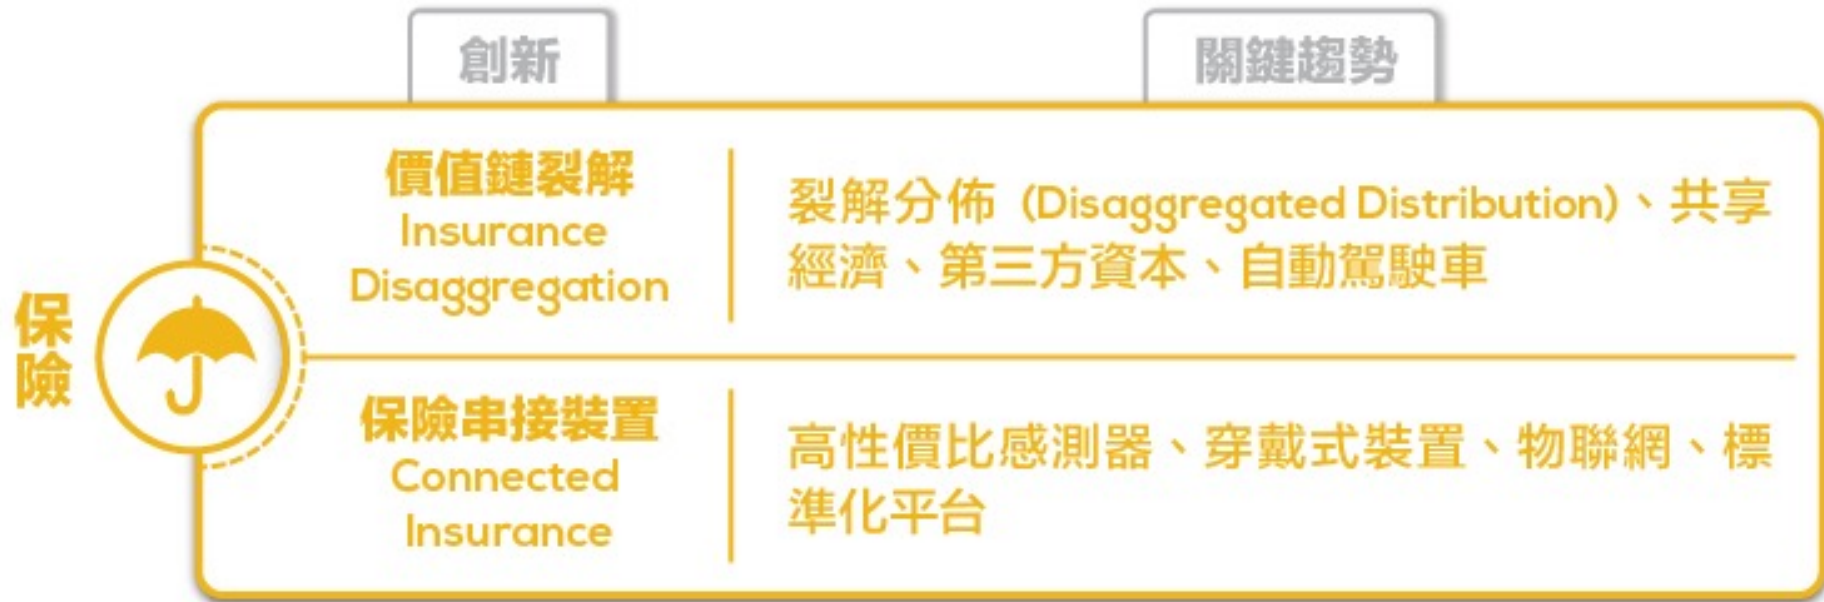 創新
關鍵趨勢
保險
價值鏈裂解
Insurance
Disaggregation
裂解分佈 (Disaggregated Distribution)、共享
經濟、第三方資本、自動駕駛車
保險串接裝置
Connected
Insurance
高性價比感測器、穿戴式裝置、物聯網、標
準化平台